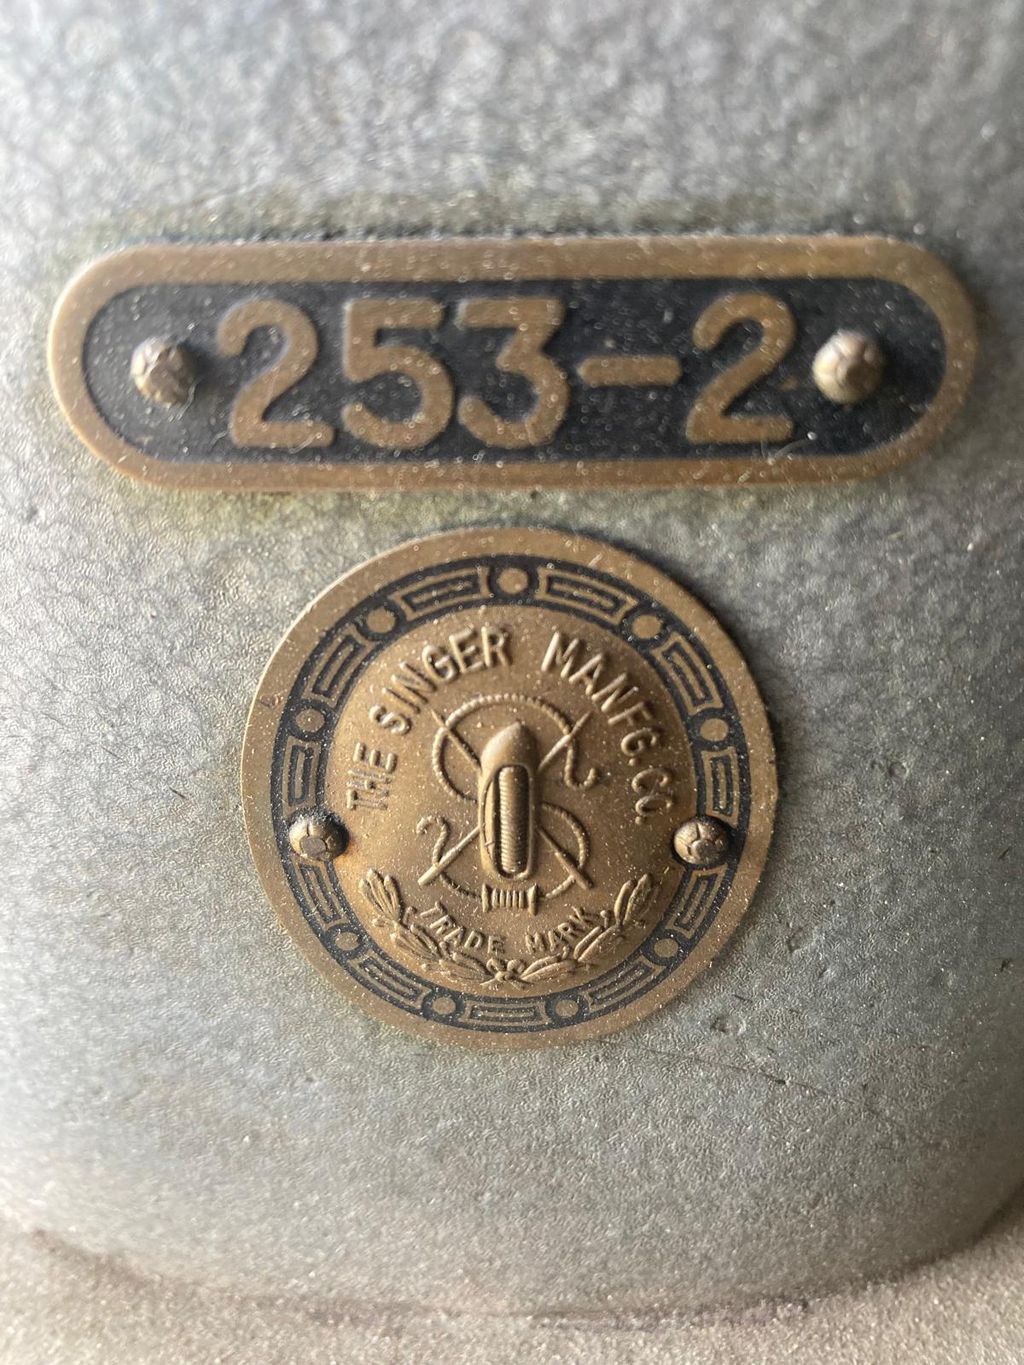 253-2
THE SINGER MANFG. CO.
TRADE MARK